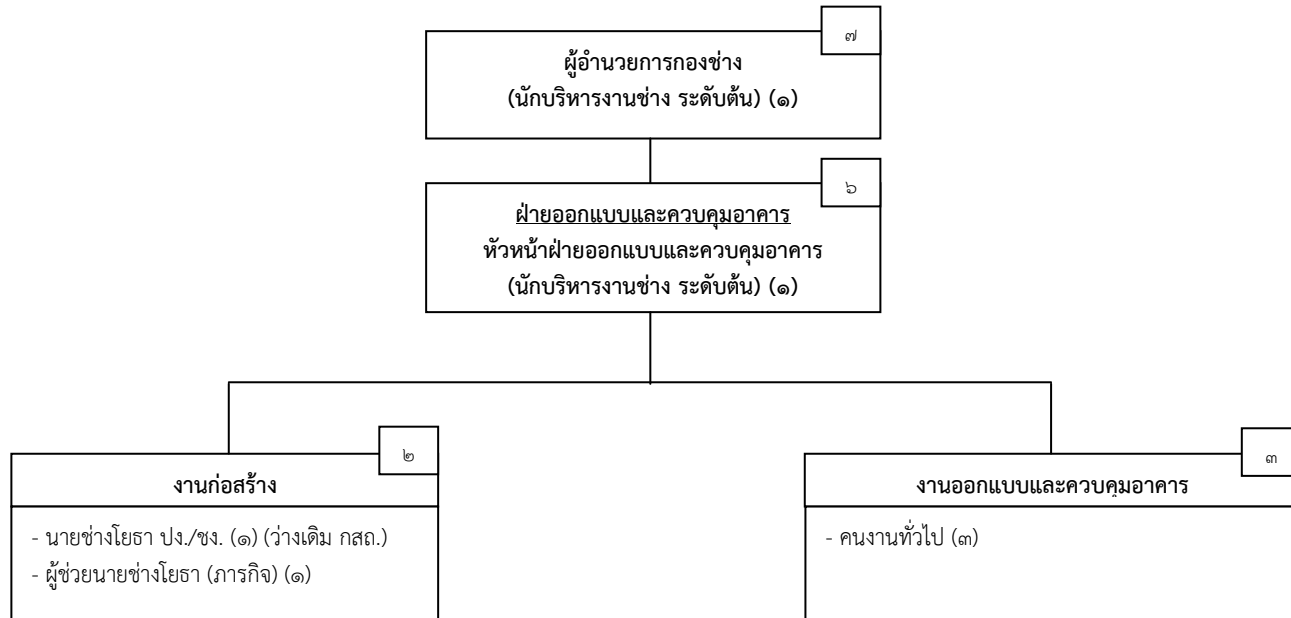 ๗
ผู้อำนวยการกองช่าง
(นักบริหารงานช่าง ระดับต้น) (๑)
๖
ฝ่ายออกแบบและควบคุมอาคาร
หัวหน้าฝ่ายออกแบบและควบคุมอาคาร
(นักบริหารงานช่าง ระดับต้น) (๑)
๒
งานก่อสร้าง
- นายช่างโยธา ปง./ชง. (๑) (ว่างเดิม กสถ.)
- ผู้ช่วยนายช่างโยธา (ภารกิจ) (๑)
๓
งานออกแบบและควบคุมอาคาร
- คนงานทั่วไป (๓)